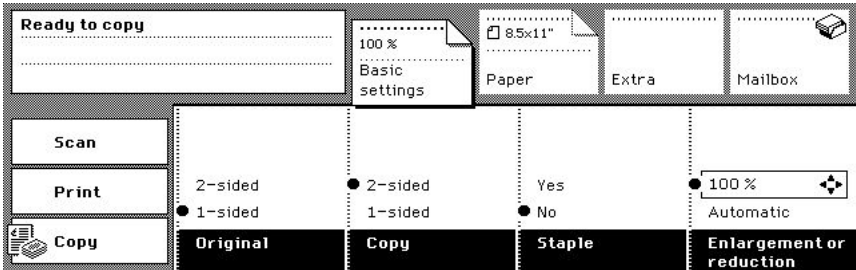 Ready to copy
100 %
Basic
settings
8.5x11"
Paper
Extra
Mailbox
Scan
Print
Copy
2-sided
1-sided
Original
2-sided
1-sided
Copy
Yes
No
Staple
100 %
Automatic
Enlargement or
reduction